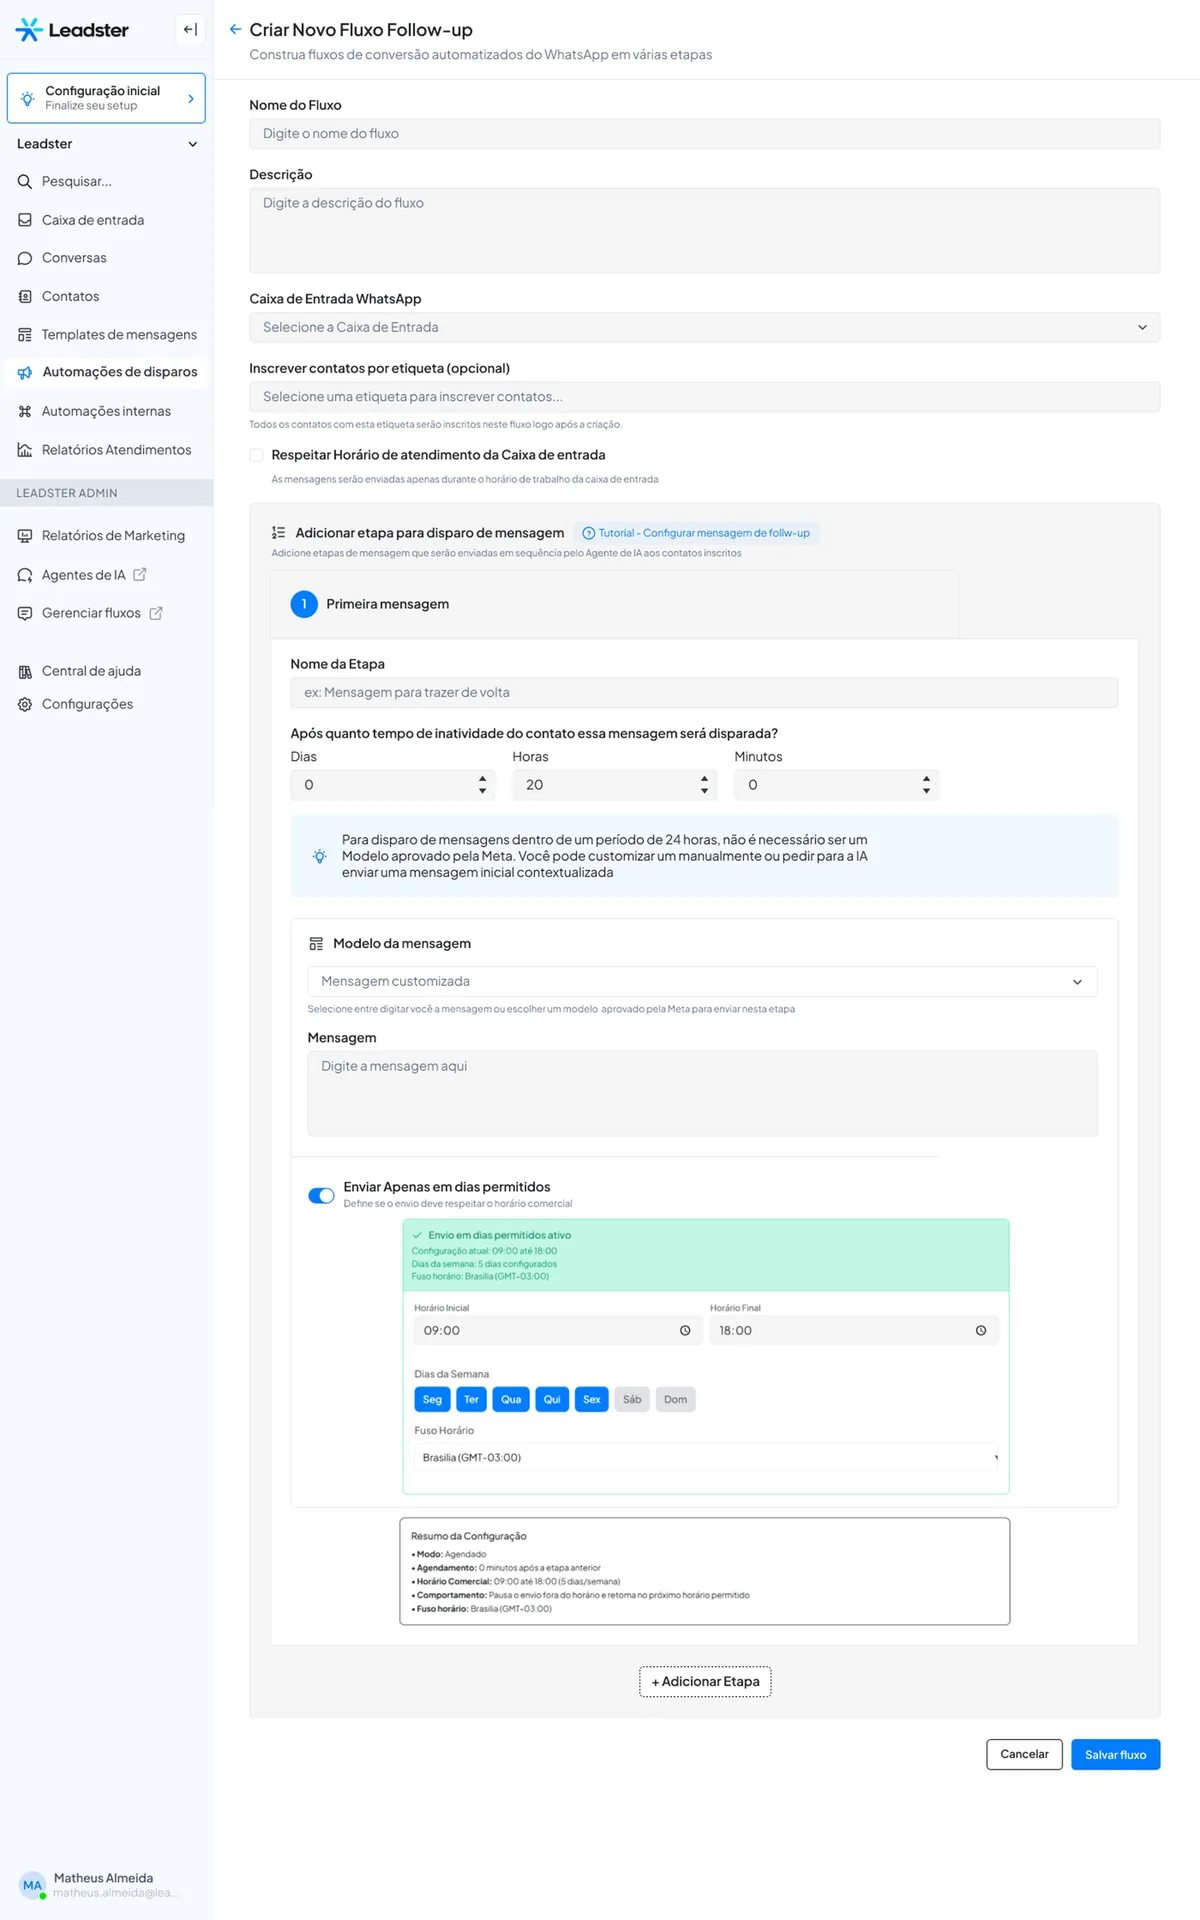 Leadster
Configuração inicial
Finalize seu setup
Leadster
Pesquisar...
Caixa de entrada
Conversas
Contatos
Templates de mensagens
Automações de disparos
Automações internas
Relatórios Atendimentos
LEADSTER ADMIN
Relatórios de Marketing
Agentes de IA
Gerenciar fluxos
Central de ajuda
Configurações
MA
Matheus Almeida
matheus.almeida@lea...
Criar Novo Fluxo Follow-up
Construa fluxos de conversão automatizados do WhatsApp em várias etapas
Nome do Fluxo
Digite o nome do fluxo
Descrição
Digite a descrição do fluxo
Caixa de Entrada WhatsApp
Selecione a Caixa de Entrada
Inscrever contatos por etiqueta (opcional)
Selecione uma etiqueta para inscrever contatos...
Todos os contatos com esta etiqueta serão inscritos neste fluxo logo após a criação.
Respeitar Horário de atendimento da Caixa de entrada
As mensagens serão enviadas apenas durante o horário de trabalho da caixa de entrada
Adicionar etapa para disparo de mensagem
Tutorial - Configurar mensagem de follw-up
Adicione etapas de mensagem que serão enviadas em sequência pelo Agente de IA aos contatos inscritos
1 Primeira mensagem
Nome da Etapa
ex: Mensagem para trazer de volta
Após quanto tempo de inatividade do contato essa mensagem será disparada?
Dias Horas Minutos
0 20 0
Para disparo de mensagens dentro de um período de 24 horas, não é necessário ser um
Modelo aprovado pela Meta. Você pode customizar um manualmente ou pedir para a IA
enviar uma mensagem inicial contextualizada
Modelo da mensagem
Mensagem customizada
Selecione entre digitar você a mensagem ou escolher um modelo aprovado pela Meta para enviar nesta etapa
Mensagem
Digite a mensagem aqui
Enviar Apenas em dias permitidos
Define se o envio deve respeitar o horário comercial
Envio em dias permitidos ativo
Configuração atual: 09:00 até 18:00
Dias da semana: 5 dias configurados
Fuso horário: Brasilia (GMT-03:00)
Horário Inicial Horário Final
09:00 18:00
Dias da Semana
Seg Ter Qua Qui Sex Sáb Dom
Fuso Horário
Brasilia (GMT-03:00)
Resumo da Configuração
• Modo: Agendado
• Agendamento: 0 minutos após a etapa anterior
• Horário Comercial: 09:00 até 18:00 (5 dias/semana)
• Comportamento: Pausa o envio fora do horário e retoma no próximo horário permitido
• Fuso horário: Brasilia (GMT-03:00)
+ Adicionar Etapa
Cancelar
Salvar fluxo